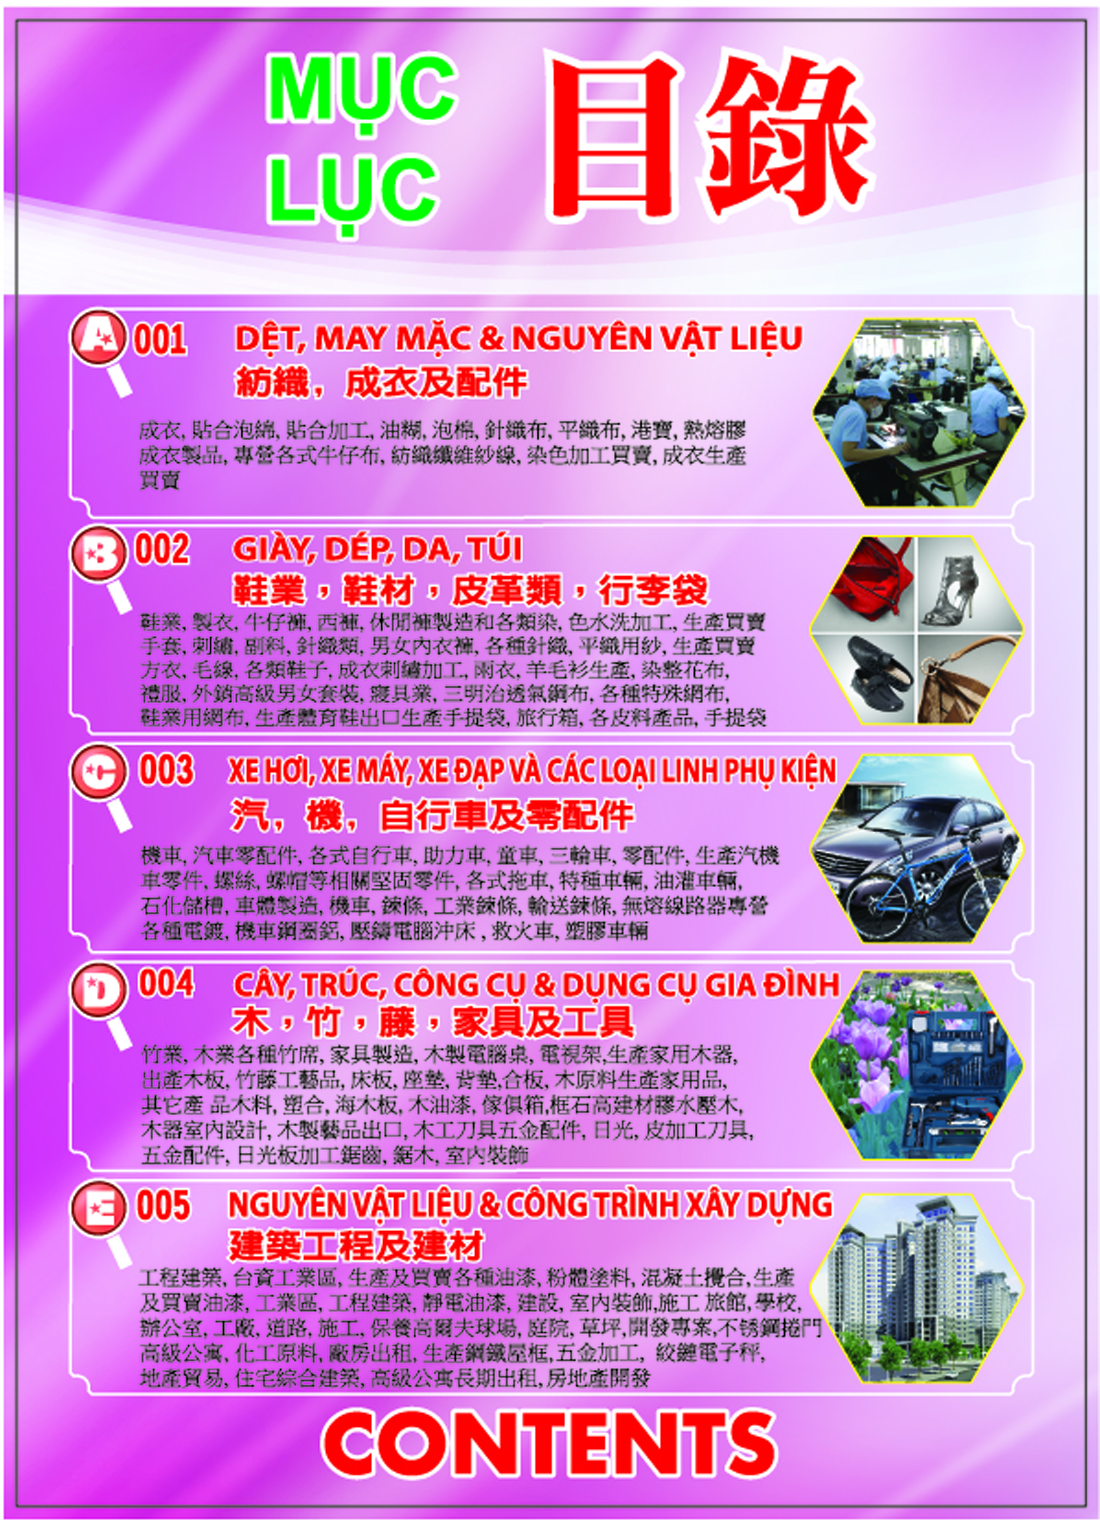 MỤC
LỤC
目錄
A 001 DỆT, MAY MẶC & NGUYÊN VẬT LIỆU
紡織，成衣及配件
成衣, 貼合泡綿, 貼合加工, 油糊, 泡棉, 針織布, 平織布, 港寶, 熱熔膠
成衣製品, 專營各式牛仔布, 紡織纖維紗線, 染色加工買賣, 成衣生產
買賣
B 002 GIÀY, DÉP, DA, TÚI
鞋業，鞋材，皮革類，行李袋
鞋業, 製衣, 牛仔褲, 西褲, 休閒褲製造和各類染, 色水洗加工, 生產買賣
手套, 刺繡, 副料, 針織類, 男女內衣褲, 各種針織, 平織用紗, 生產買賣
方衣, 毛線, 各類鞋子, 成衣刺繡加工, 雨衣, 羊毛衫生產, 染整花布,
禮服, 外銷高級男女套裝, 寢具業, 三明治透氣網布, 各種特殊網布,
鞋業用網布, 生產體育鞋出口生產手提袋, 旅行箱, 各皮料產品, 手提袋
C 003 XE HƠI, XE MÁY, XE ĐẠP VÀ CÁC LOẠI LINH PHỤ KIỆN
汽，機，自行車及零配件
機車, 汽車零配件, 各式自行車, 助力車, 童車, 三輪車, 零配件, 生產汽機
車零件, 螺絲, 螺帽等相關堅固零件, 各式拖車, 特種車輛, 油灌車輛,
石化儲槽, 車體製造, 機車, 鍊條, 工業鍊條, 輸送鍊條, 無熔線路器專營
各種電鍍, 機車鋼圈鋁, 壓鑄電腦沖床 , 救火車, 塑膠車輛
D 004 CÂY, TRÚC, CÔNG CỤ & DỤNG CỤ GIA ĐÌNH
木，竹，藤，家具及工具
竹業, 木業各種竹席, 家具製造, 木製電腦桌, 電視架,生產家用木器,
出產木板, 竹藤工藝品, 床板, 座墊, 背墊,合板, 木原料生產家用品,
其它產 品木料, 塑合, 海木板, 木油漆, 傢俱箱,框石高建材膠水壓木,
木器室內設計, 木製藝品出口, 木工刀具五金配件, 日光, 皮加工刀具,
五金配件, 日光板加工鋸齒, 鋸木, 室內裝飾
E 005 NGUYÊN VẬT LIỆU & CÔNG TRÌNH XÂY DỰNG
建築工程及建材
工程建築, 台資工業區, 生產及買賣各種油漆, 粉體塗料, 混凝土攪合,生產
及買賣油漆, 工業區, 工程建築, 靜電油漆, 建設, 室內裝飾,施工 旅館, 學校,
辦公室, 工廠, 道路, 施工, 保養高爾夫球場, 庭院, 草坪,開發專案,不锈鋼捲門
高級公寓, 化工原料, 廠房出租, 生產鋼鐵屋框,五金加工, 鉸鏈電子秤,
地產貿易, 住宅綜合建築, 高級公寓長期出租,房地產開發
CONTENTS